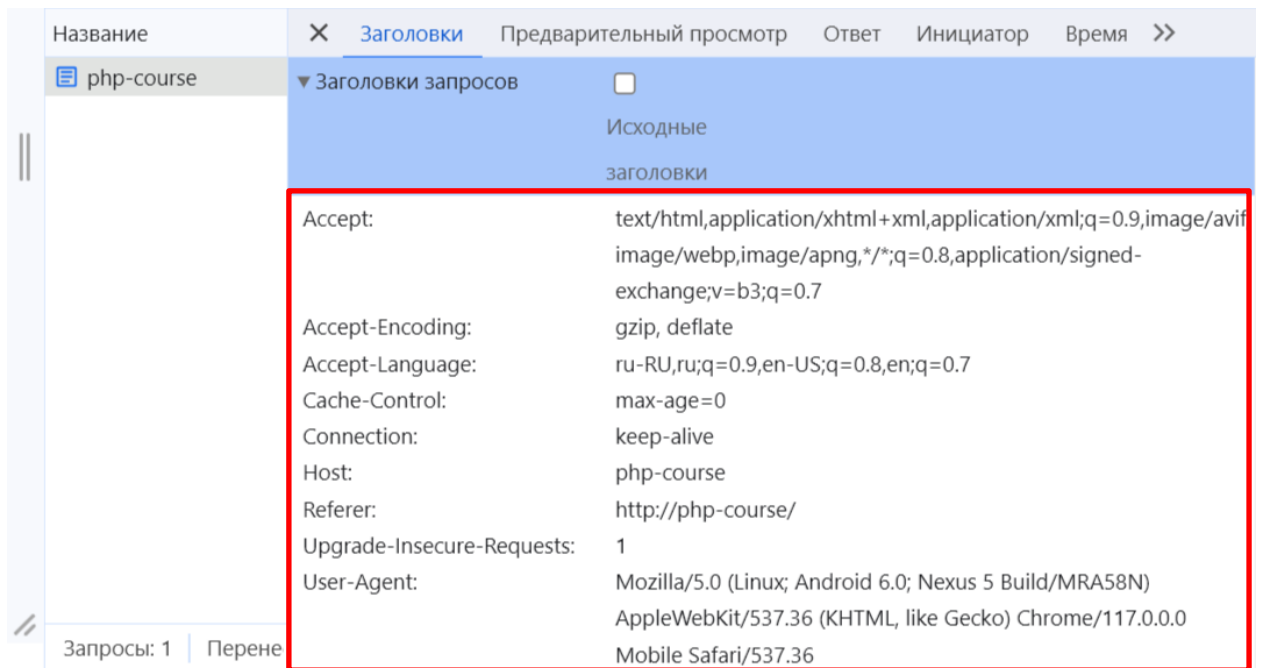 Название
Заголовки Предварительный просмотр Ответ Инициатор Время
php-course
Заголовки запросов
Исходные
заголовки
Accept: text/html,application/xhtml+xml,application/xml;q=0.9,image/avif
image/webp,image/apng,*/*;q=0.8,application/signed-
exchange;v=b3;q=0.7
Accept-Encoding: gzip, deflate
Accept-Language: ru-RU,ru;q=0.9,en-US;q=0.8,en;q=0.7
Cache-Control: max-age=0
Connection: keep-alive
Host: php-course
Referer: http://php-course/
Upgrade-Insecure-Requests: 1
User-Agent: Mozilla/5.0 (Linux; Android 6.0; Nexus 5 Build/MRA58N)
AppleWebKit/537.36 (KHTML, like Gecko) Chrome/117.0.0.0
Mobile Safari/537.36
Запросы: 1 Перене